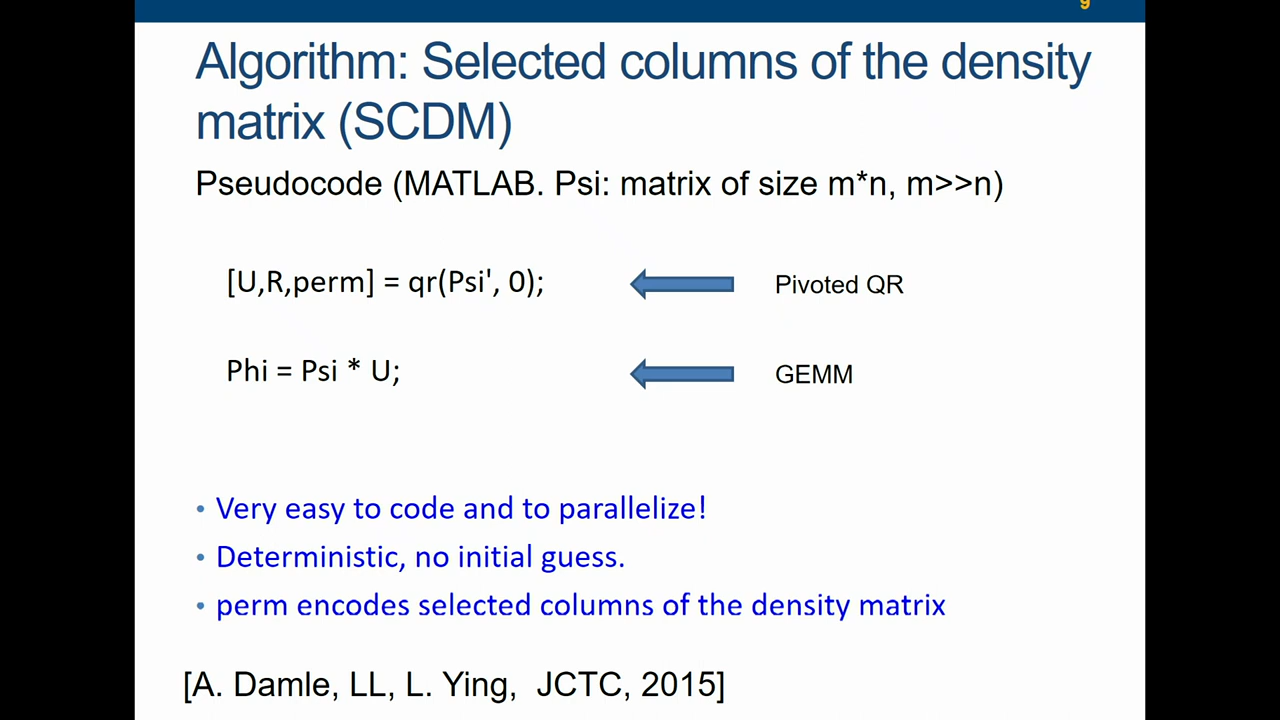 9
Algorithm: Selected columns of the density
matrix (SCDM)
Pseudocode (MATLAB. Psi: matrix of size m*n, m>>n)
[U,R,perm] = qr(Psi', 0);
Pivoted QR
Phi = Psi * U;
GEMM
• Very easy to code and to parallelize!
• Deterministic, no initial guess.
• perm encodes selected columns of the density matrix
[A. Damle, LL, L. Ying, JCTC, 2015]